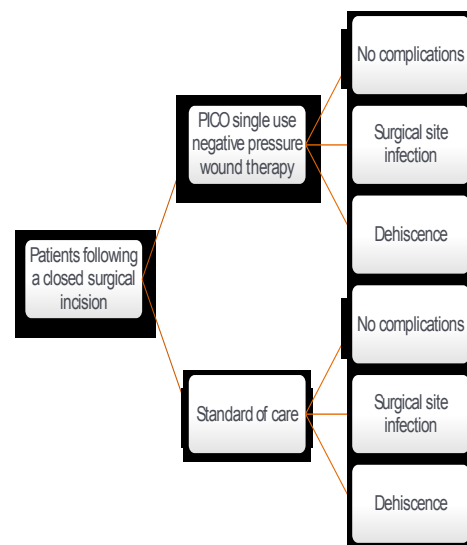 Patients following
a closed surgical
incision
PICO single use
negative pressure
wound therapy
No complications
Surgical site
infection
Dehiscence
Standard of care
No complications
Surgical site
infection
Dehiscence